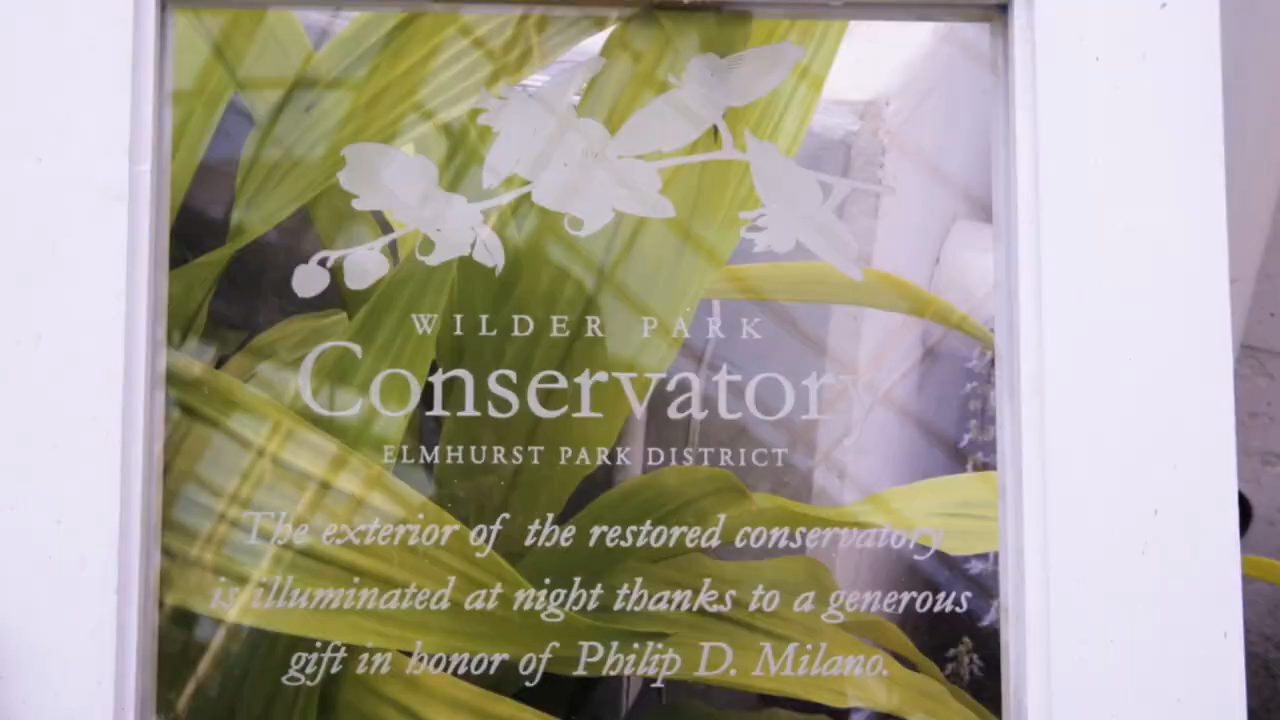 WILDER PARK
Conservatory
ELMHURST PARK DISTRICT
The exterior of the restored conservatory
is illuminated at night thanks to a generous
gift in honor of Philip D. Milano.